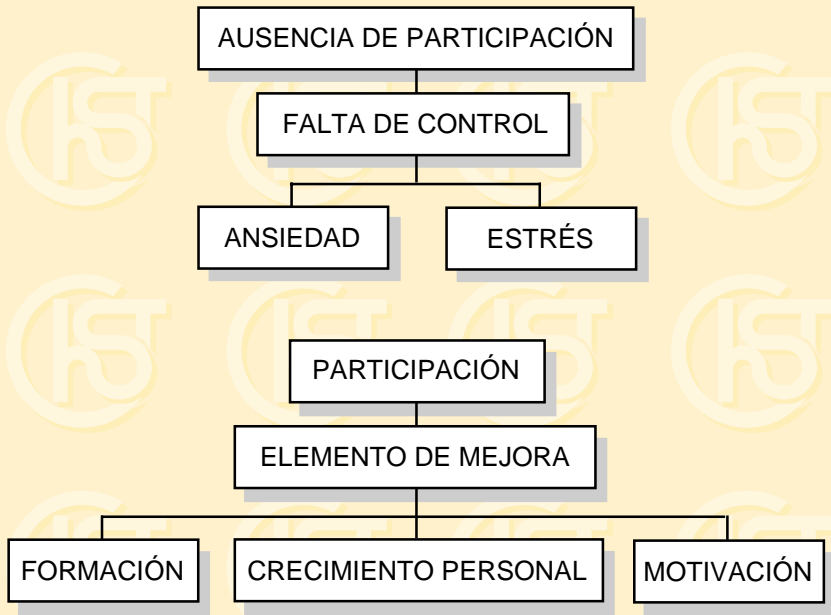 AUSENCIA DE PARTICIPACIÓN
FALTA DE CONTROL
ANSIEDAD
ESTRÉS
PARTICIPACIÓN
ELEMENTO DE MEJORA
FORMACIÓN
CRECIMIENTO PERSONAL
MOTIVACIÓN